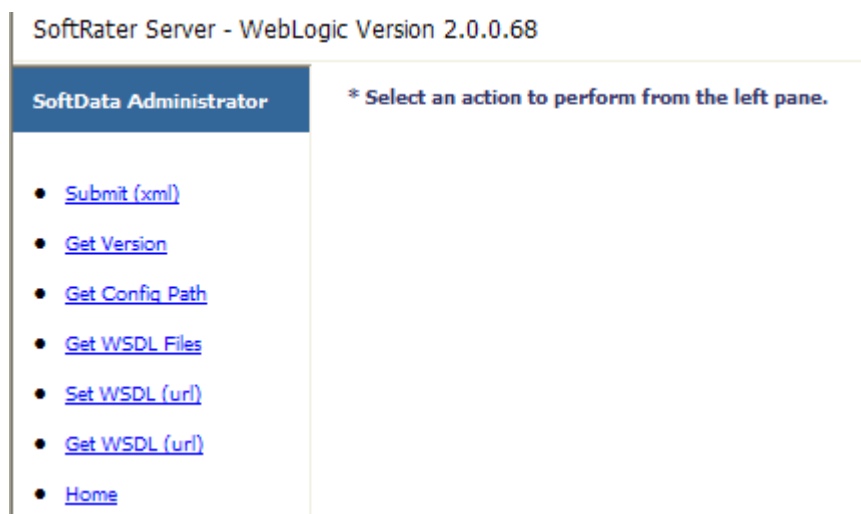 SoftRater Server - WebLogic Version 2.0.0.68
SoftData Administrator
* Select an action to perform from the left pane.
Submit (xml)
Get Version
Get Config Path
Get WSDL Files
Set WSDL (url)
Get WSDL (url)
Home